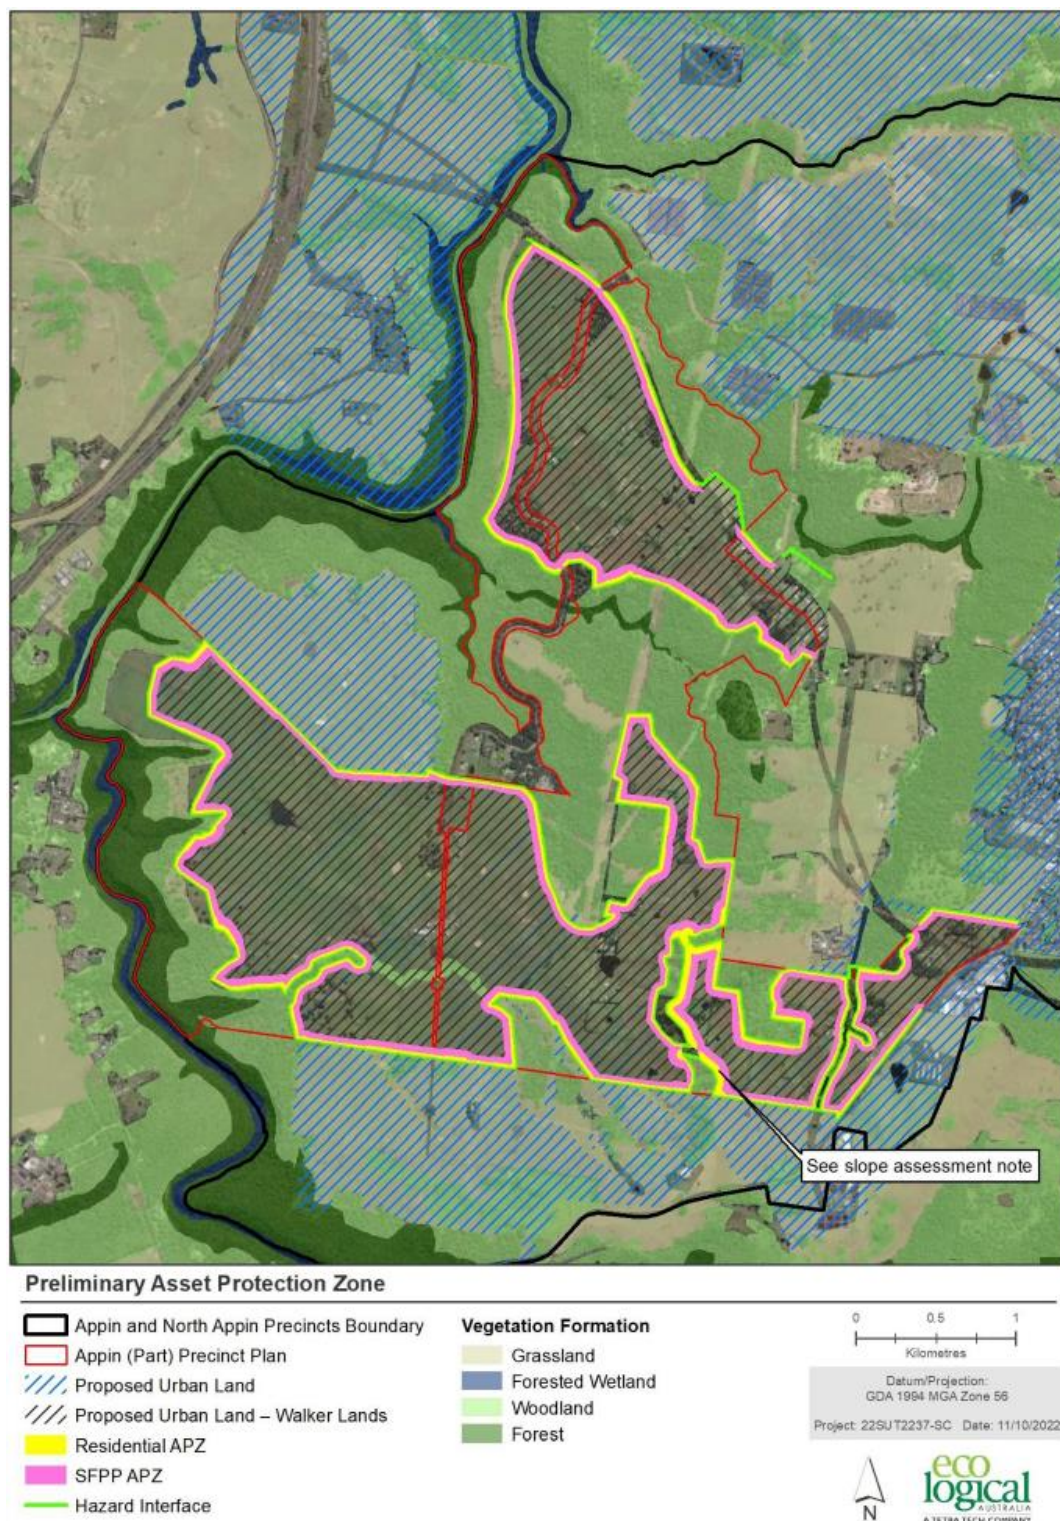 See slope assessment note
Preliminary Asset Protection Zone
Appin and North Appin Precincts Boundary
Appin (Part) Precinct Plan
Proposed Urban Land
Proposed Urban Land – Walker Lands
Residential APZ
SFPP APZ
Hazard Interface
Vegetation Formation
Grassland
Forested Wetland
Woodland
Forest
0 0.5 1
Kilometres
Datum/Projection:
GDA 1994 MGA Zone 56
Project: 22SUT2237-SC Date: 11/10/2022
N
eco
logical
AUSTRALIA
A TETRA TECH COMPANY